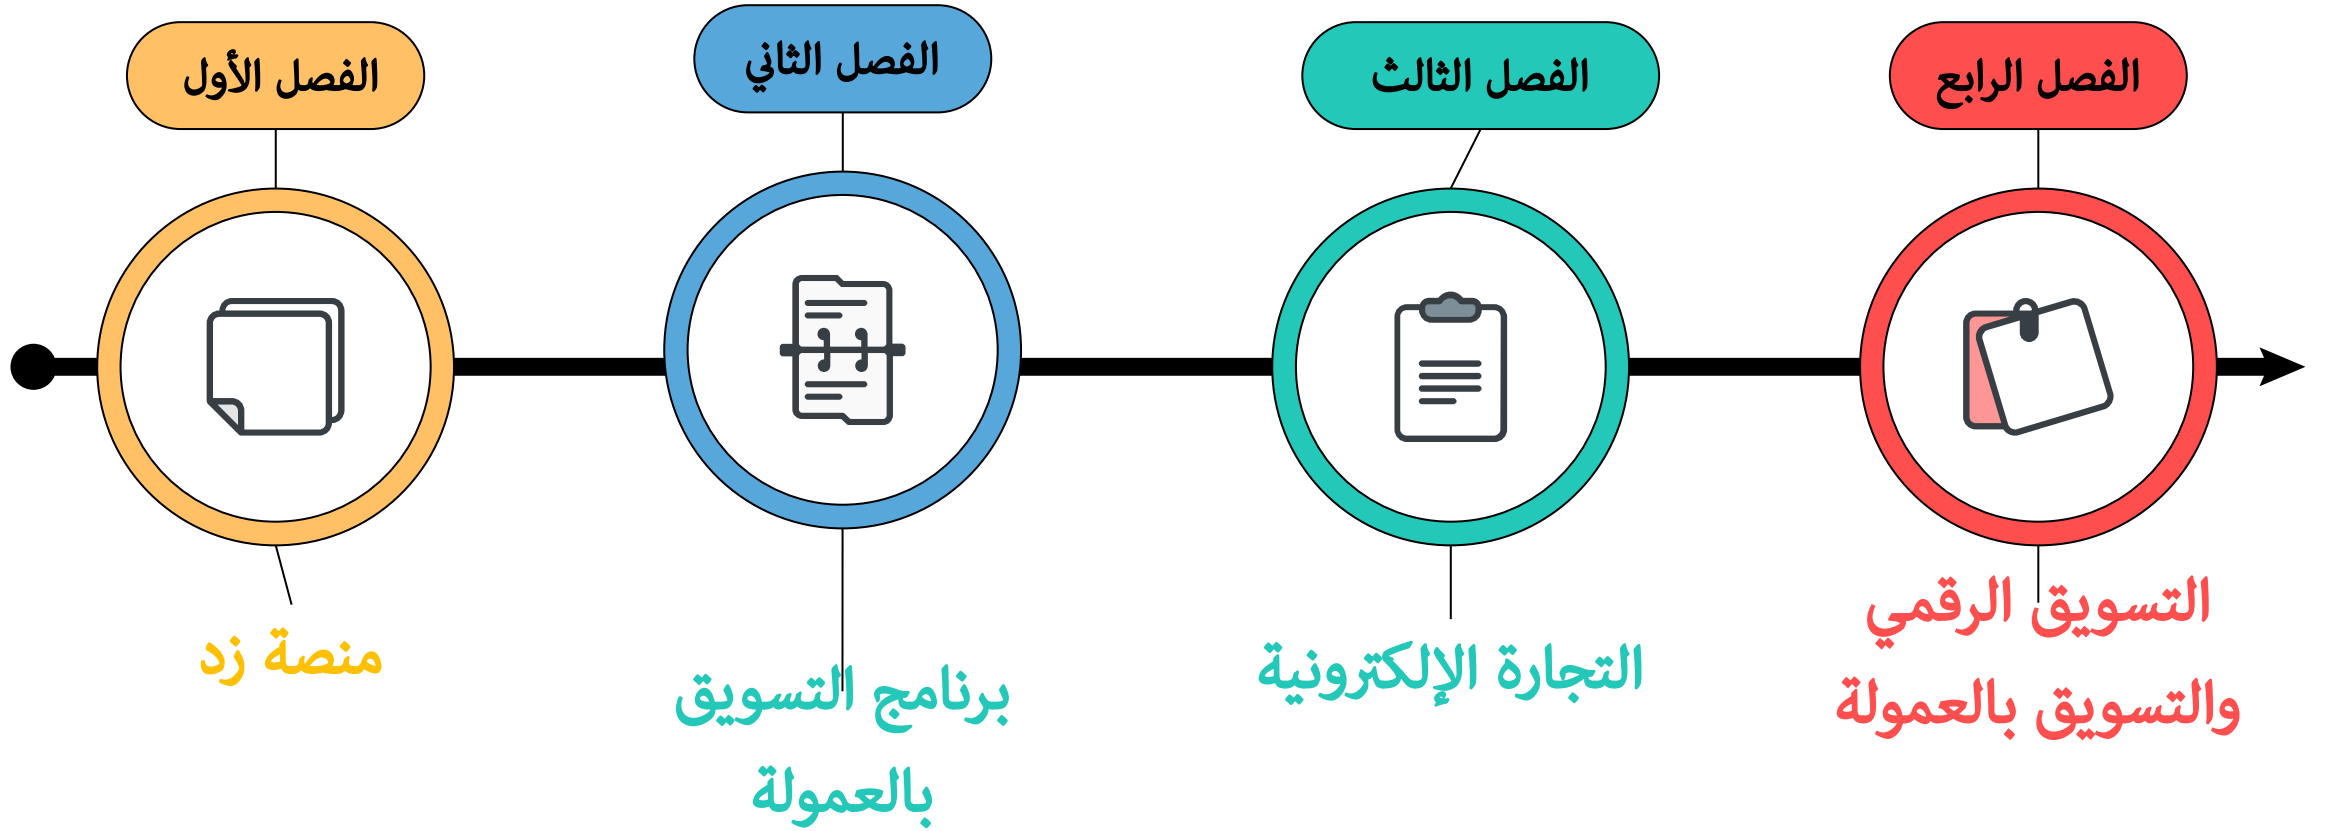 الفصل الأول
الفصل الثاني
الفصل الثالث
الفصل الرابع
منصة زد
برنامج التسويق
بالعمولة
التجارة الإلكترونية
التسويق الرقمي
والتسويق بالعمولة